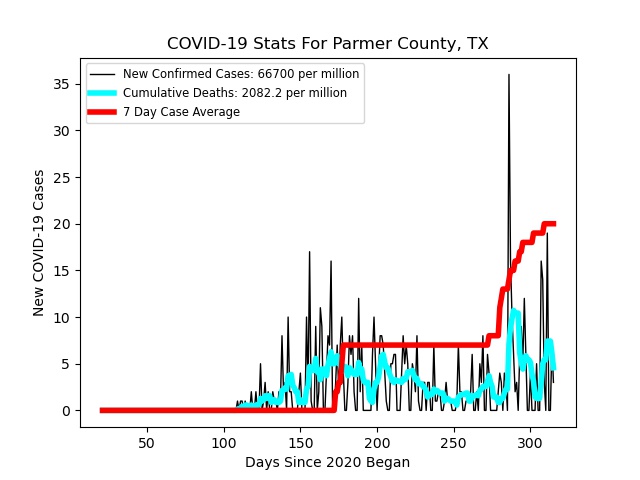 COVID-19 Stats For Parmer County, TX
New Confirmed Cases: 66700 per million
Cumulative Deaths: 2082.2 per million
7 Day Case Average
New COVID-19 Cases
35
30
25
20
15
10
5
0
50 100 150 200 250 300
Days Since 2020 Began